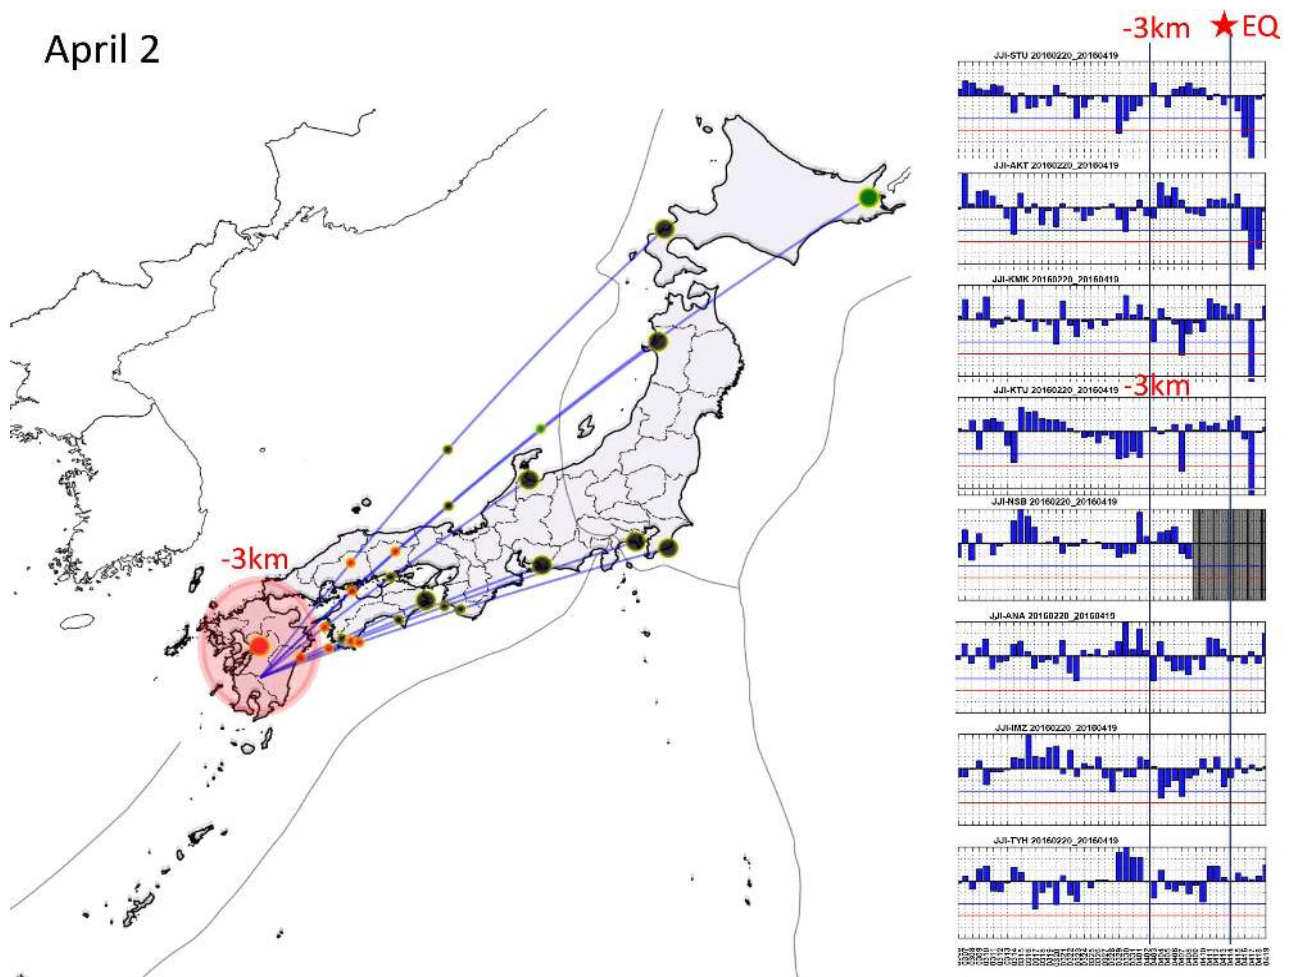 April 2
-3km
EQ
JJI-STU 20160220_20160419
JJI-AKT 20160220_20160419
JJI-KMK 20160220_20160419
-3km
JJI-KTU 20160220_20160419
JJI-NSB 20160220_20160419
-3km
JJI-ANA 20160220_20160419
JJI-IMZ 20160220_20160419
JJI-TYH 20160220_20160419